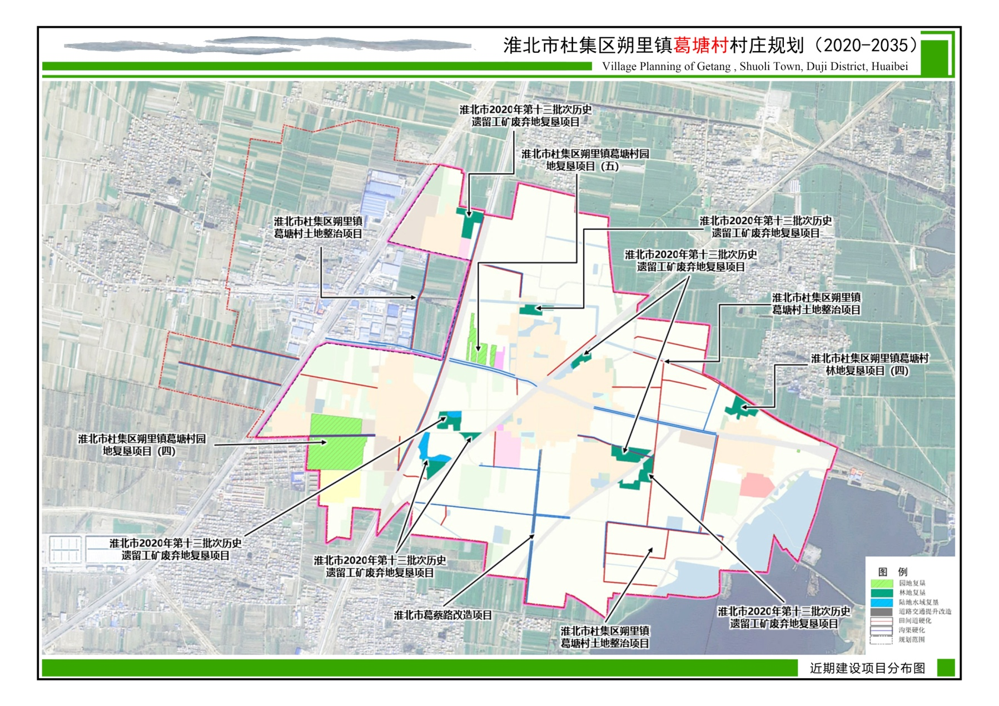 淮北市杜集区朔里镇葛塘村村庄规划（2020-2035）
Village Planning of Getang , Shuoli Town, Duji District, Huaibei
淮北市2020年第十三批次历史
遗留工矿废弃地复垦项目
淮北市杜集区朔里镇葛塘村园
地复垦项目（五）
淮北市杜集区朔里镇
葛塘村土地整治项目
淮北市2020年第十三批次历史
遗留工矿废弃地复垦项目
淮北市2020年第十三批次历史
遗留工矿废弃地复垦项目
淮北市杜集区朔里镇
葛塘村土地整治项目
淮北市杜集区朔里镇葛塘村
林地复垦项目（四）
淮北市杜集区朔里镇葛塘村园
地复垦项目（四）
淮北市2020年第十三批次历史
遗留工矿废弃地复垦项目
淮北市2020年第十三批次历史
遗留工矿废弃地复垦项目
淮北市葛蔡路改造项目
淮北市杜集区朔里镇
葛塘村土地整治项目
淮北市2020年第十三批次历史
遗留工矿废弃地复垦项目
图 例
园地复垦
林地复垦
陆地水域复垦
道路交通提升改造
田间道硬化
沟渠硬化
规划范围
近期建设项目分布图